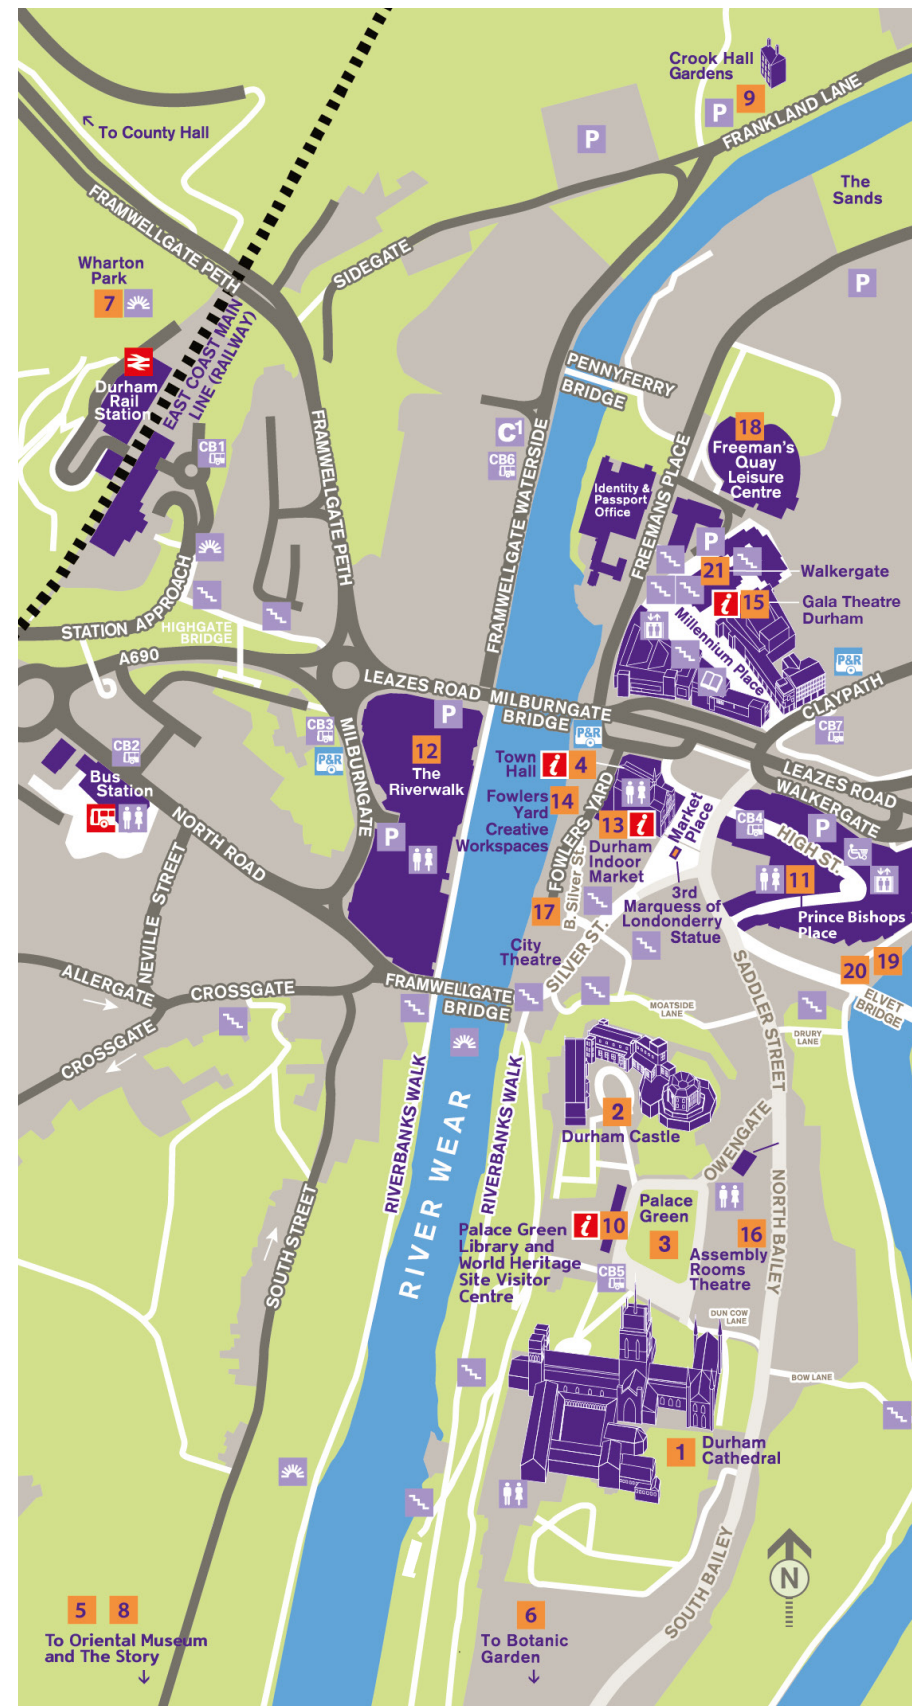 Crook Hall
Gardens
9
P
P
FRANKLAND LANE
To County Hall
The
Sands
FRAMWELLGATE PETH
SIDEGATE
P
Wharton
Park
7
EAST COAST MAIN
LINE (RAILWAY)
Durham
Rail
Station
PENNYFERRY
BRIDGE
CB1
C1
CB6
FRAMWELLGATE PETH
FRAMWELLGATE WATERSIDE
18
Freeman's
Quay
Leisure
Centre
Identity &
Passport
Office
FREEMANS PLACE
P
21
Walkergate
i
15
Gala Theatre
Durham
Millennium Place
STATION APPROACH
HIGHGATE
BRIDGE
A690
P&R
LEAZES ROAD
MILBURNGATE
BRIDGE
CLAYPATH
CB7
P
CB3
P&R
MILBURNGATE
12
The
Riverwalk
P&R
CB2
Bus
Station
Town
Hall
i
4
LEAZES ROAD
WALKERGATE
Fowlers
Yard
Creative
Workspaces
14
FOWLERS YARD
13
i
Durham
Indoor
Market
Market
Place
CB4
P
HIGH ST.
P
NORTH ROAD
NEVILLE STREET
B. Silver St.
3rd
Marquess of
Londonderry
Statue
11
Prince Bishops
Place
17
City
Theatre
SILVER ST.
SADDLER STREET
20
19
ELVET
BRIDGE
ALLERGATE
CROSSGATE
CROSSGATE
FRAMWELLGATE
BRIDGE
MOATSIDE
LANE
DRURY
LANE
RIVERBANKS WALK
RIVER WEAR
RIVERBANKS WALK
2
Durham Castle
OWENGATE
SOUTH STREET
Palace
Green
3
NORTH BAILEY
Palace Green
Library and
World Heritage
Site Visitor
Centre
i
10
16
Assembly
Rooms
Theatre
CB5
DUN COW
LANE
BOW LANE
1
Durham
Cathedral
SOUTH BAILEY
N
5
8
To Oriental Museum
and The Story
6
To Botanic
Garden